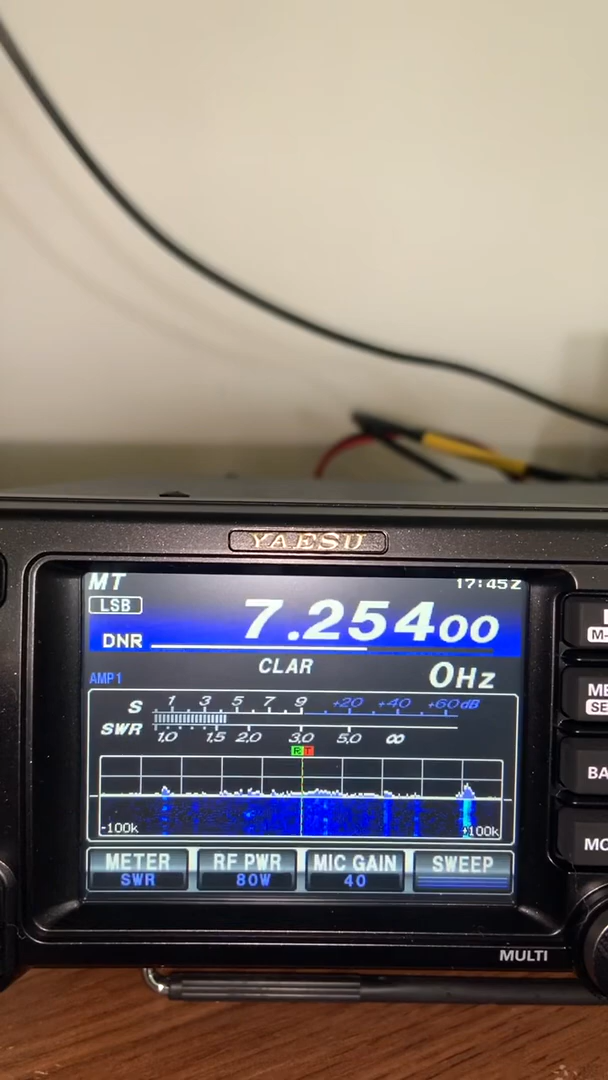 YAESU
MT
17:45Z
LSB
7.25400
DNR
CLAR
0Hz
AMP1
S 1 3 5 7 9 +20 +40 +60dB
SWR 1.0 1.5 2.0 3.0 5.0 ∞
R T
-100k +100k
METER RF PWR MIC GAIN SWEEP
SWR 80W 40
MULTI